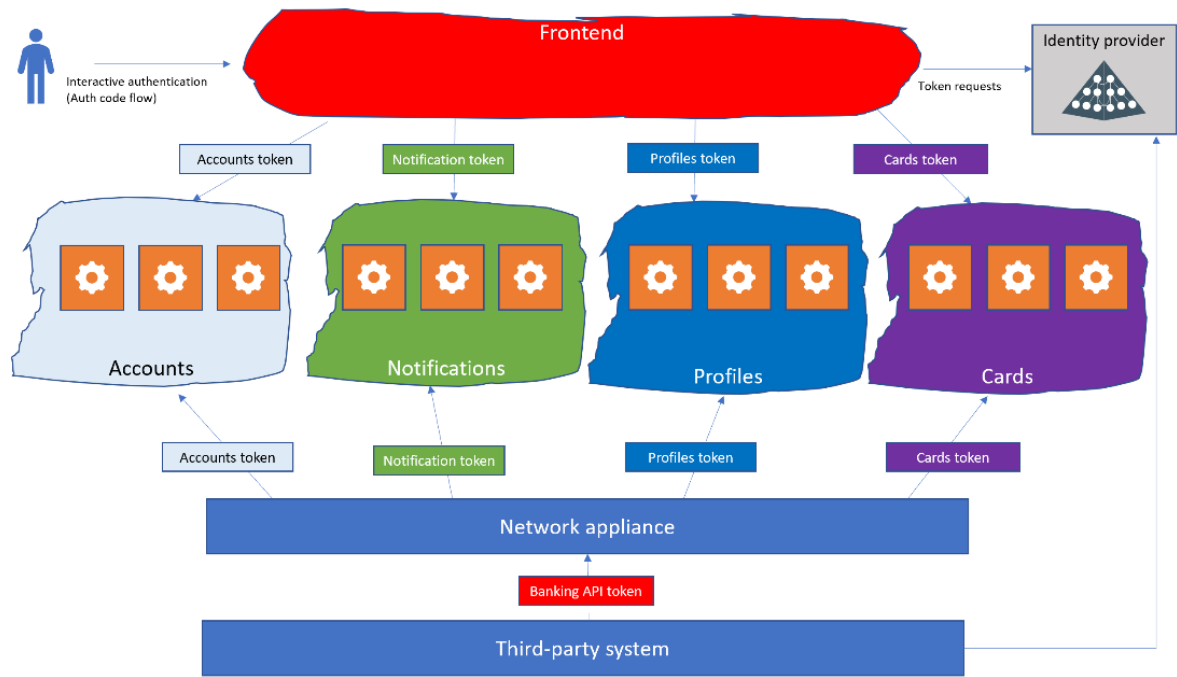 Frontend
Identity provider
Interactive authentication
(Auth code flow)
Token requests
Accounts token
Notification token
Profiles token
Cards token
Accounts
Notifications
Profiles
Cards
Accounts token
Notification token
Profiles token
Cards token
Network appliance
Banking API token
Third-party system